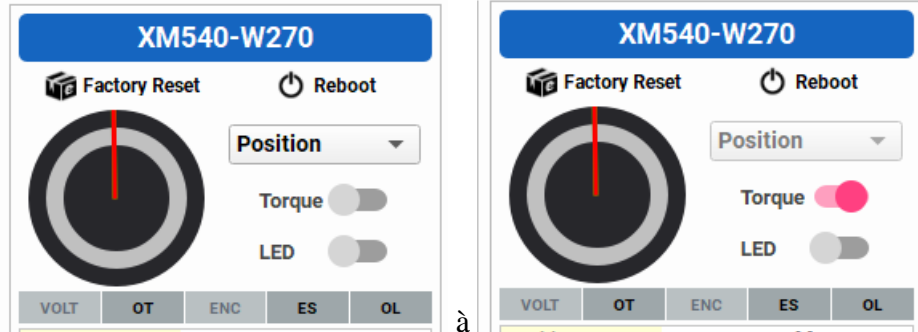 XM540-W270
Factory Reset Reboot
Position
Torque
LED
VOLT OT ENC ES OL
à
XM540-W270
Factory Reset Reboot
Position
Torque
LED
VOLT OT ENC ES OL